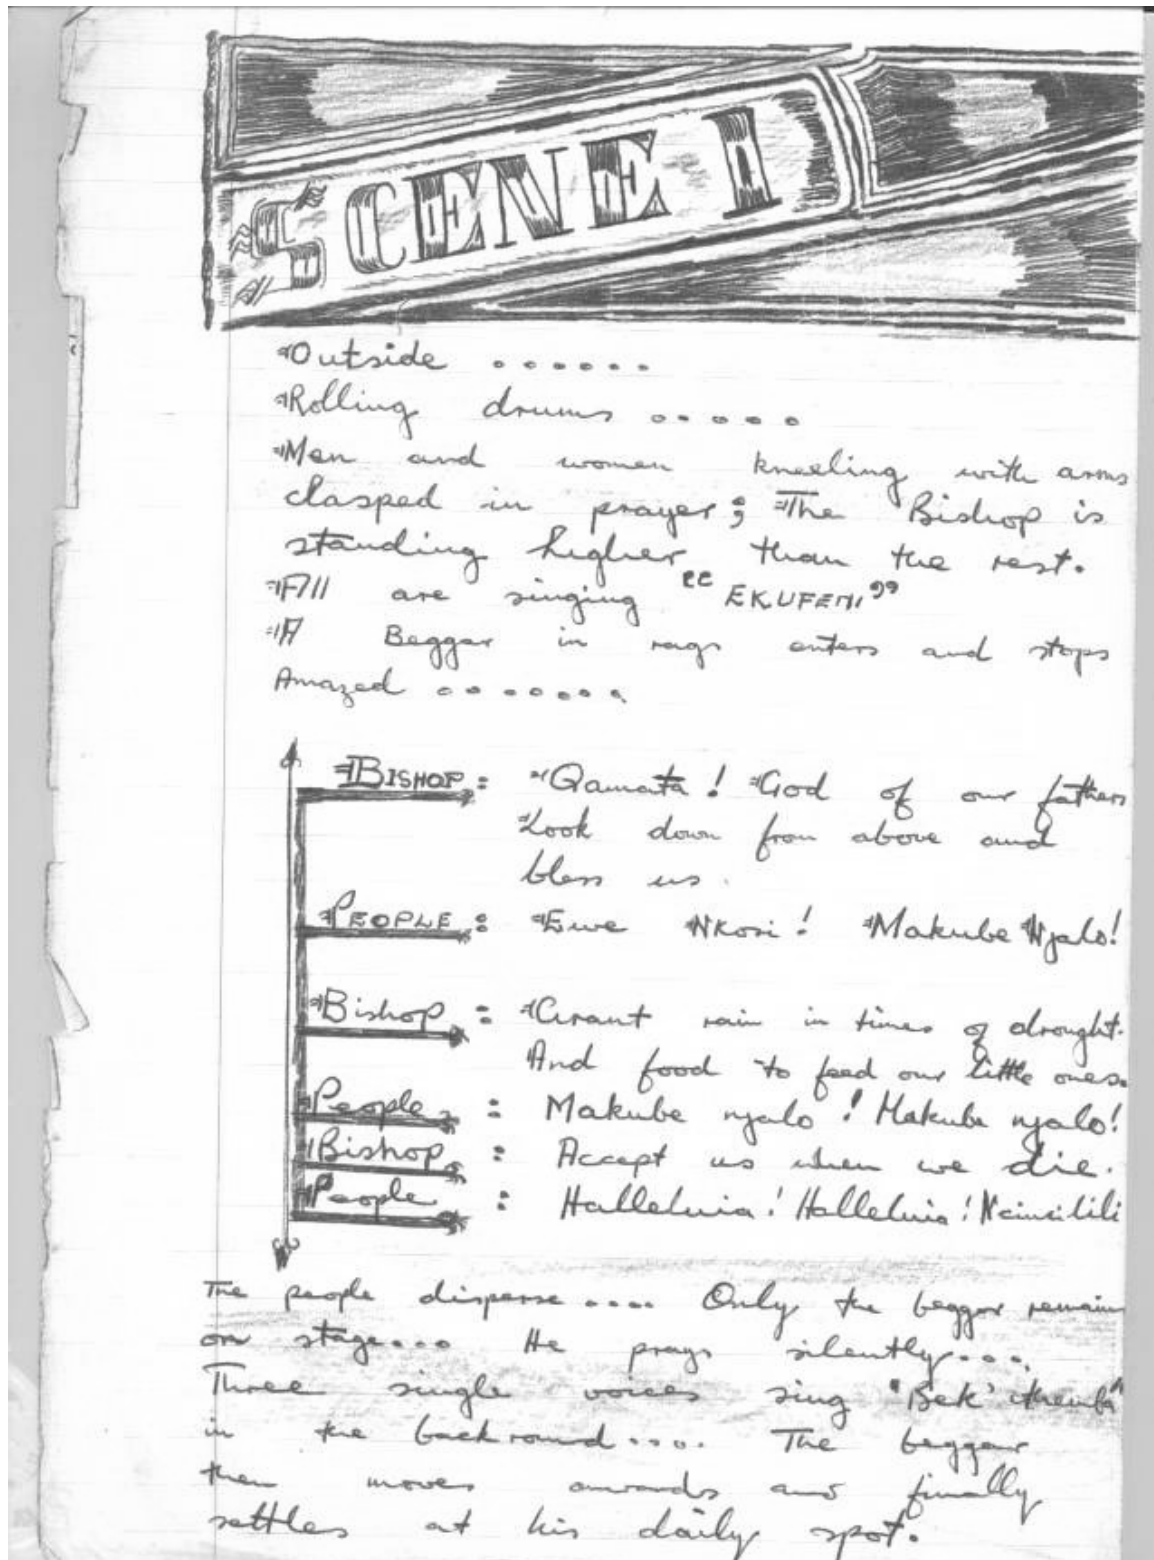 SCENE I
Outside ......
Rolling drums .....
Men and women kneeling with arms
clasped in prayer; The Bishop is
standing higher than the rest.
All are singing "EKUFENI"
A Beggar in rags enters and stops
Amazed ........
BISHOP: Qamata! God of our fathers
Look down from above and
bless us.
PEOPLE: Ewe Nkosi! Makube Njalo!
Bishop: Grant rain in times of drought.
And food to feed our little ones.
People: Makube njalo! Makube njalo!
Bishop: Accept us when we die.
People: Halleluia! Halleluia!
The people disperse.... Only the beggar remains
on stage.... He prays silently....
Three single voices sing "Bek' ithemba"
in the backround.... The beggar
then moves onwards and finally
settles at his daily spot.